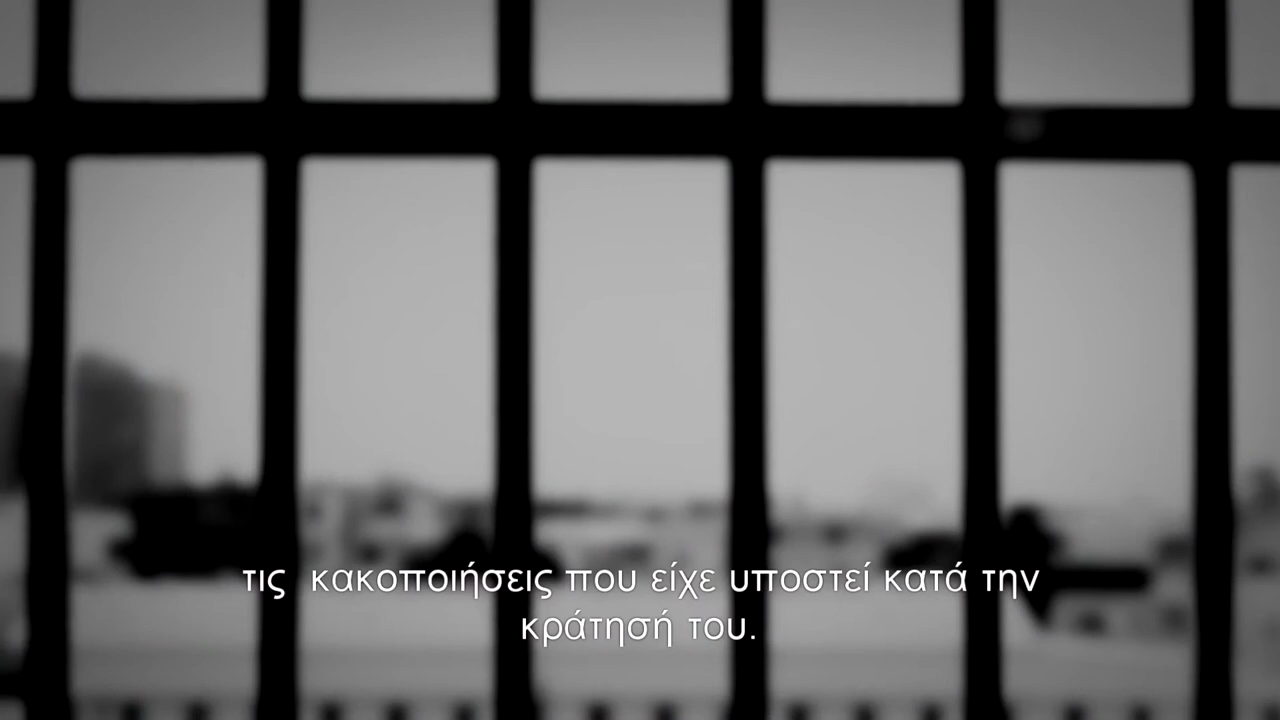 τις  κακοποιήσεις που είχε υποστεί κατά την
κράτησή του.